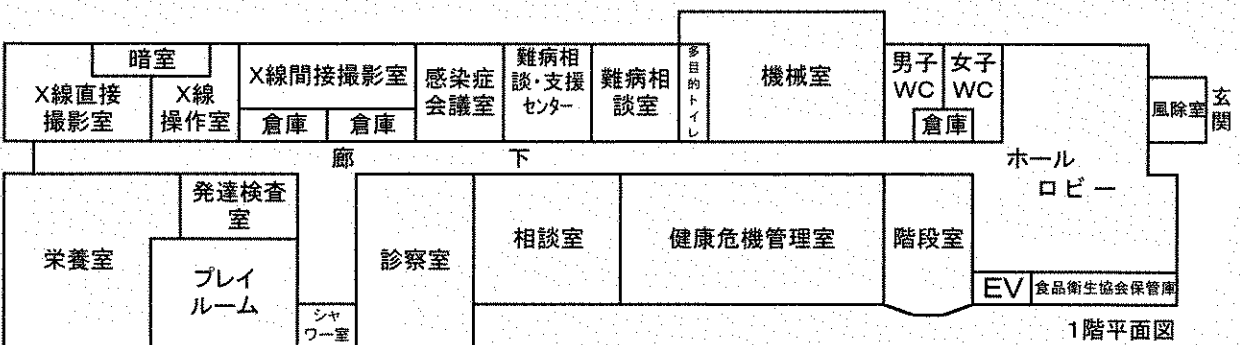 暗室
X線直接
撮影室
X線
操作室
X線間接撮影室
倉庫
倉庫
感染症
会議室
難病相
談・支援
センター
難病相
談室
多目的トイレ
機械室
男子
WC
女子
WC
倉庫
風除室
玄関
廊下
ホール
ロビー
栄養室
発達検査
室
プレイ
ルーム
シャ
ワー室
診察室
相談室
健康危機管理室
階段室
EV
食品衛生協会保管庫
1階平面図